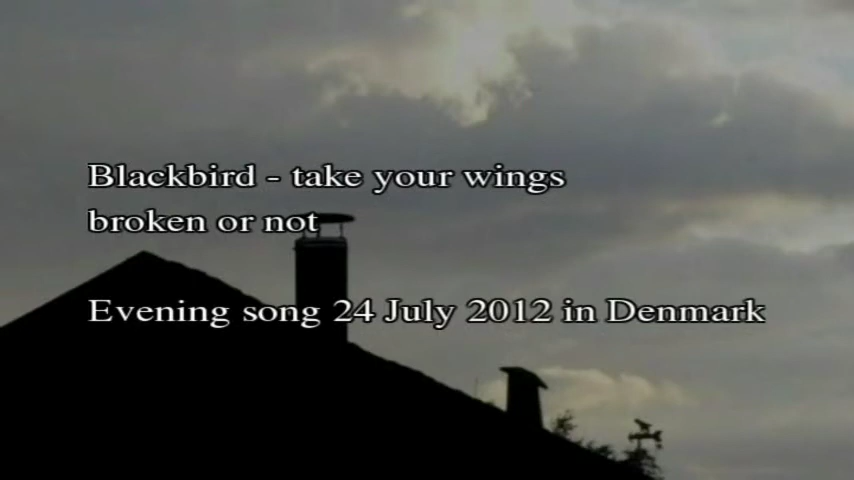 Blackbird - take your wings
broken or not
Evening song 24 July 2012 in Denmark